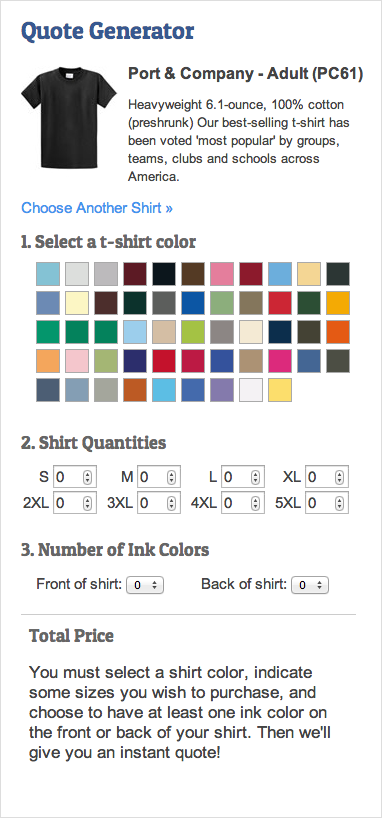 Quote Generator
Port & Company - Adult (PC61)
Heavyweight 6.1-ounce, 100% cotton
(preshrunk) Our best-selling t-shirt has
been voted 'most popular' by groups,
teams, clubs and schools across
America.
Choose Another Shirt »
1. Select a t-shirt color
2. Shirt Quantities
S 0 M 0 L 0 XL 0
2XL 0 3XL 0 4XL 0 5XL 0
3. Number of Ink Colors
Front of shirt: 0 Back of shirt: 0
Total Price
You must select a shirt color, indicate
some sizes you wish to purchase, and
choose to have at least one ink color on
the front or back of your shirt. Then we'll
give you an instant quote!